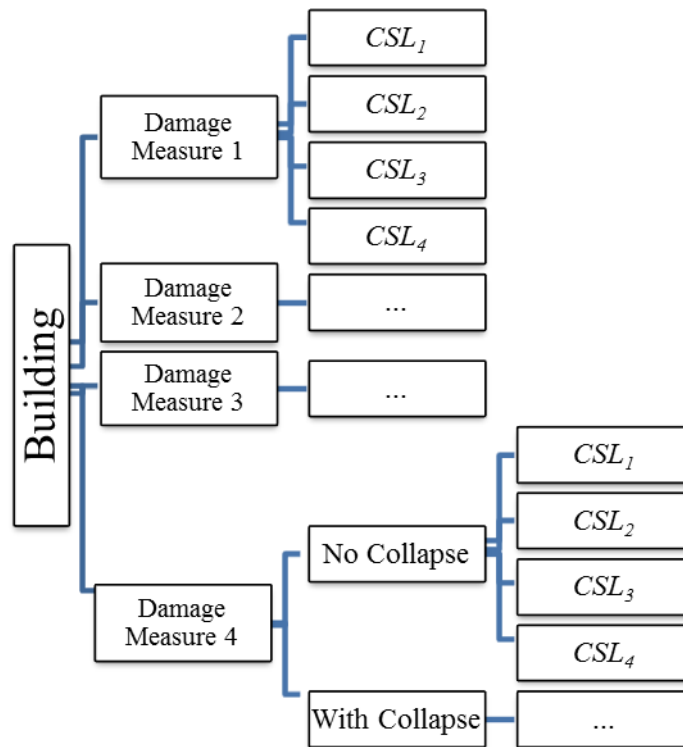 Building
Damage
Measure 1
CSL₁
CSL₂
CSL₃
CSL₄
Damage
Measure 2
...
Damage
Measure 3
...
Damage
Measure 4
No Collapse
CSL₁
CSL₂
CSL₃
CSL₄
With Collapse
...